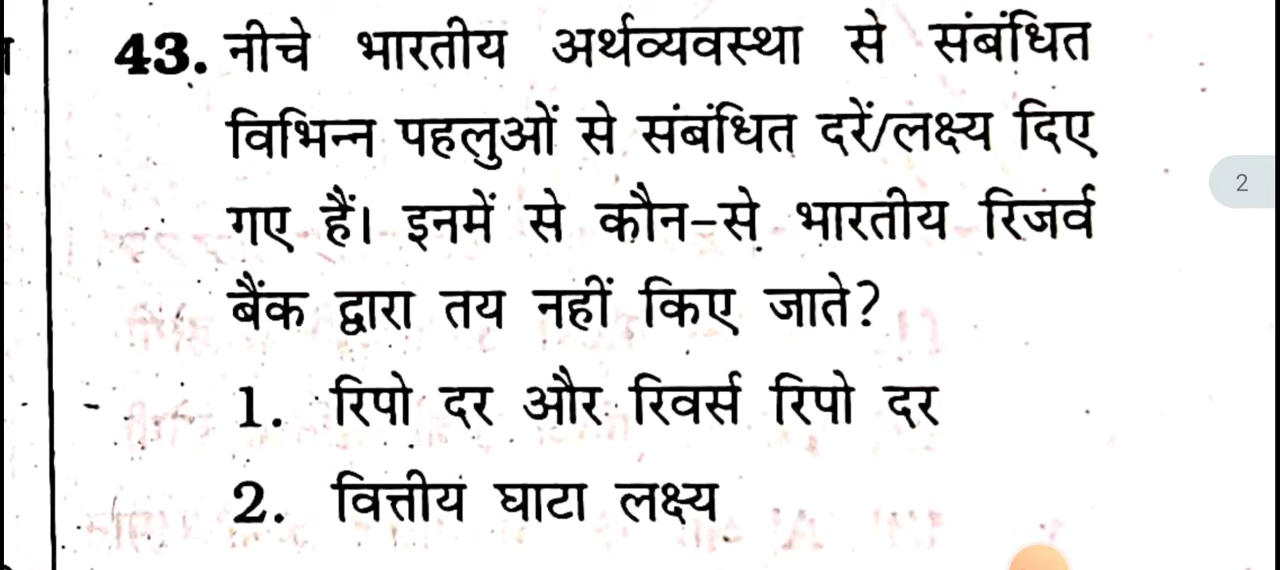 43. नीचे भारतीय अर्थव्यवस्था से संबंधित
विभिन्न पहलुओं से संबंधित दरें/लक्ष्य दिए
गए हैं। इनमें से कौन-से भारतीय रिजर्व
बैंक द्वारा तय नहीं किए जाते?
1. रिपो दर और रिवर्स रिपो दर
2. वित्तीय घाटा लक्ष्य
2